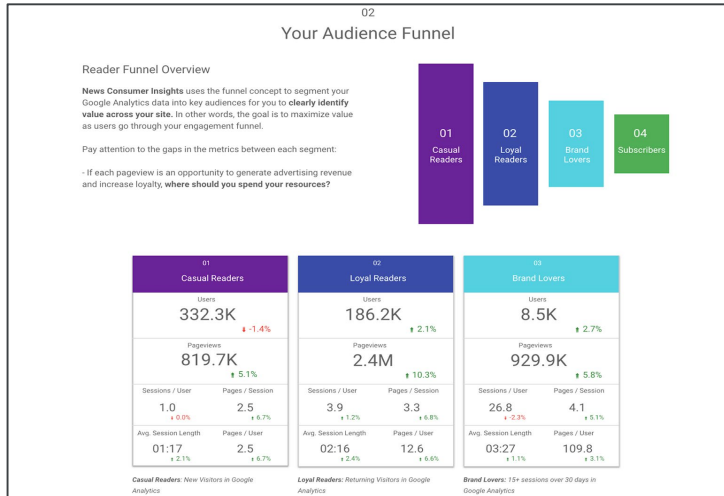 02
Your Audience Funnel
Reader Funnel Overview
News Consumer Insights uses the funnel concept to segment your
Google Analytics data into key audiences for you to clearly identify
value across your site. In other words, the goal is to maximize value
as users go through your engagement funnel.
Pay attention to the gaps in the metrics between each segment:
- If each pageview is an opportunity to generate advertising revenue
and increase loyalty, where should you spend your resources?
01
Casual
Readers
02
Loyal
Readers
03
Brand
Lovers
04
Subscribers
01
Casual Readers
Users
332.3K
-1.4%
Pageviews
819.7K
5.1%
Sessions / User Pages / Session
1.0 2.5
0.0% 6.7%
Avg. Session Length Pages / User
01:17 2.5
2.1% 6.7%
Casual Readers: New Visitors in Google
Analytics
02
Loyal Readers
Users
186.2K
2.1%
Pageviews
2.4M
10.3%
Sessions / User Pages / Session
3.9 3.3
1.2% 6.8%
Avg. Session Length Pages / User
02:16 12.6
2.4% 6.6%
Loyal Readers: Returning Visitors in Google
Analytics
03
Brand Lovers
Users
8.5K
2.7%
Pageviews
929.9K
5.8%
Sessions / User Pages / Session
26.8 4.1
-2.3% 5.1%
Avg. Session Length Pages / User
03:27 109.8
1.1% 3.1%
Brand Lovers: 15+ sessions over 30 days in
Google Analytics